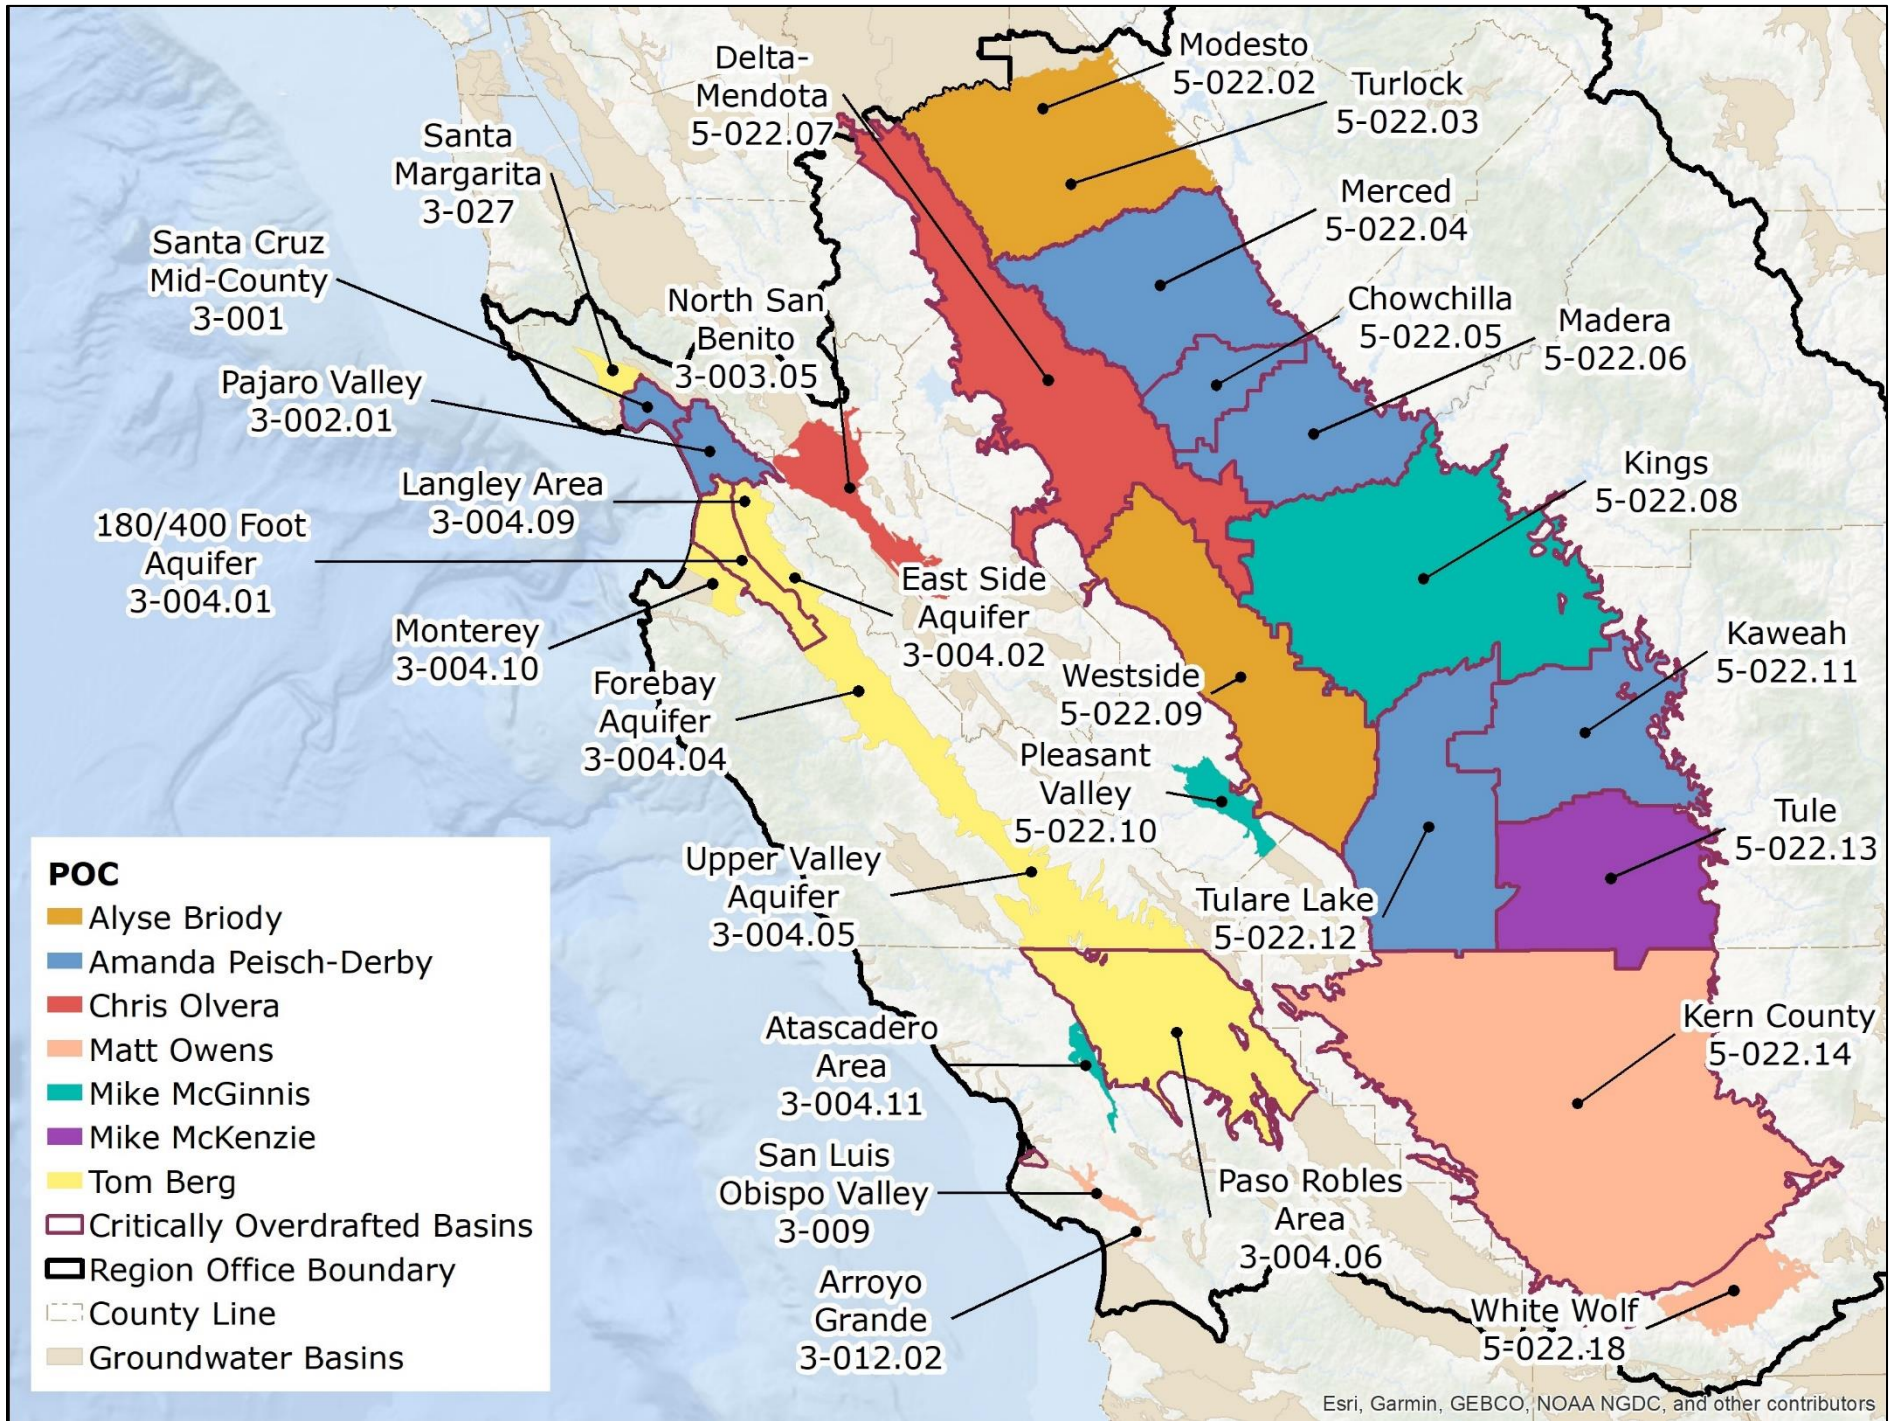 Delta-
Mendota
5-022.07
Modesto
5-022.02
Turlock
5-022.03
Santa
Margarita
3-027
Merced
5-022.04
Santa Cruz
Mid-County
3-001
North San
Benito
3-003.05
Chowchilla
5-022.05
Madera
5-022.06
Pajaro Valley
3-002.01
Kings
5-022.08
Langley Area
3-004.09
180/400 Foot
Aquifer
3-004.01
East Side
Aquifer
3-004.02
Monterey
3-004.10
Kaweah
5-022.11
Forebay
Aquifer
3-004.04
Westside
5-022.09
Pleasant
Valley
5-022.10
Tule
5-022.13
Upper Valley
Aquifer
3-004.05
Tulare Lake
5-022.12
Kern County
5-022.14
Atascadero
Area
3-004.11
San Luis
Obispo Valley
3-009
Paso Robles
Area
3-004.06
Arroyo
Grande
3-012.02
White Wolf
5-022.18
POC
Alyse Briody
Amanda Peisch-Derby
Chris Olvera
Matt Owens
Mike McGinnis
Mike McKenzie
Tom Berg
Critically Overdrafted Basins
Region Office Boundary
County Line
Groundwater Basins
Esri, Garmin, GEBCO, NOAA NGDC, and other contributors